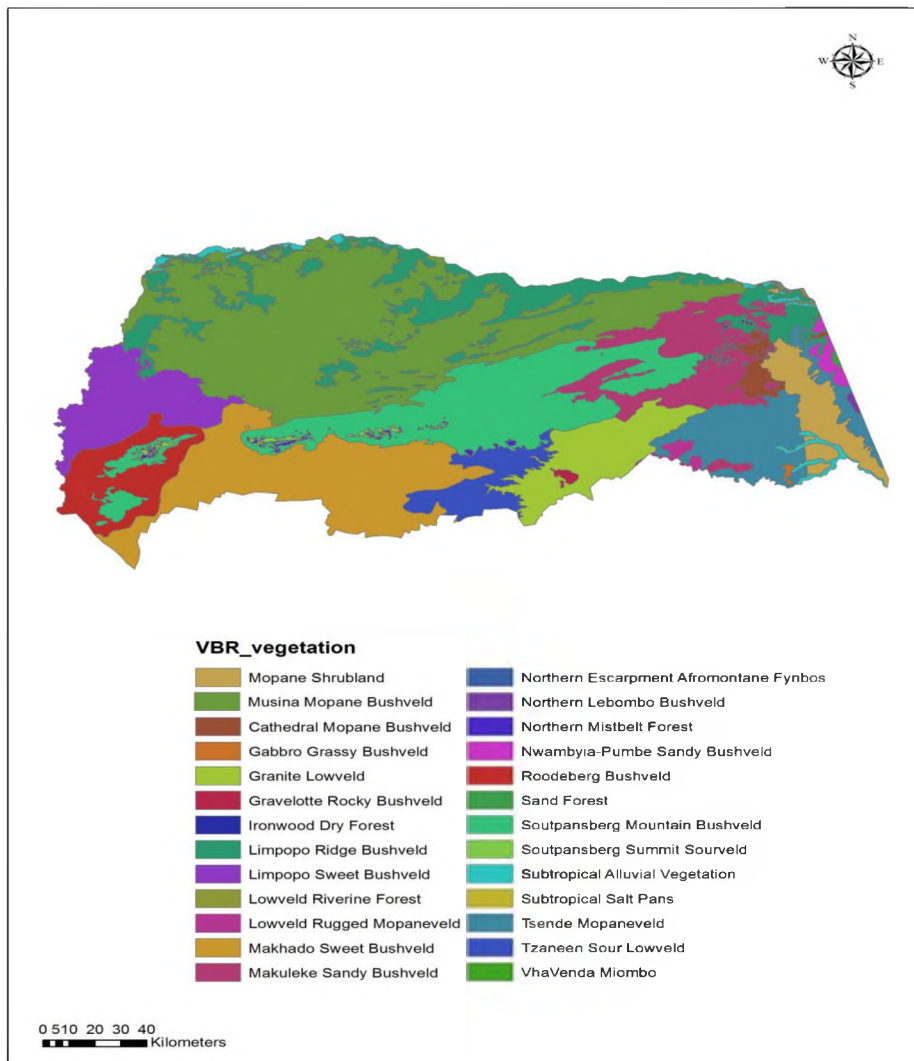 N
W E
S
VBR_vegetation
Mopane Shrubland
Musina Mopane Bushveld
Cathedral Mopane Bushveld
Gabbro Grassy Bushveld
Granite Lowveld
Gravelotte Rocky Bushveld
Ironwood Dry Forest
Limpopo Ridge Bushveld
Limpopo Sweet Bushveld
Lowveld Riverine Forest
Lowveld Rugged Mopaneveld
Makhado Sweet Bushveld
Makuleke Sandy Bushveld
Northern Escarpment Afromontane Fynbos
Northern Lebombo Bushveld
Northern Mistbelt Forest
Nwambyia-Pumbe Sandy Bushveld
Roodeberg Bushveld
Sand Forest
Soutpansberg Mountain Bushveld
Soutpansberg Summit Sourveld
Subtropical Alluvial Vegetation
Subtropical Salt Pans
Tsende Mopaneveld
Tzaneen Sour Lowveld
VhaVenda Miombo
0 510 20 30 40
Kilometers